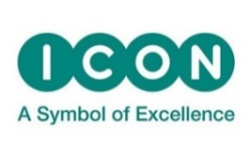 ICON
A Symbol of Excellence